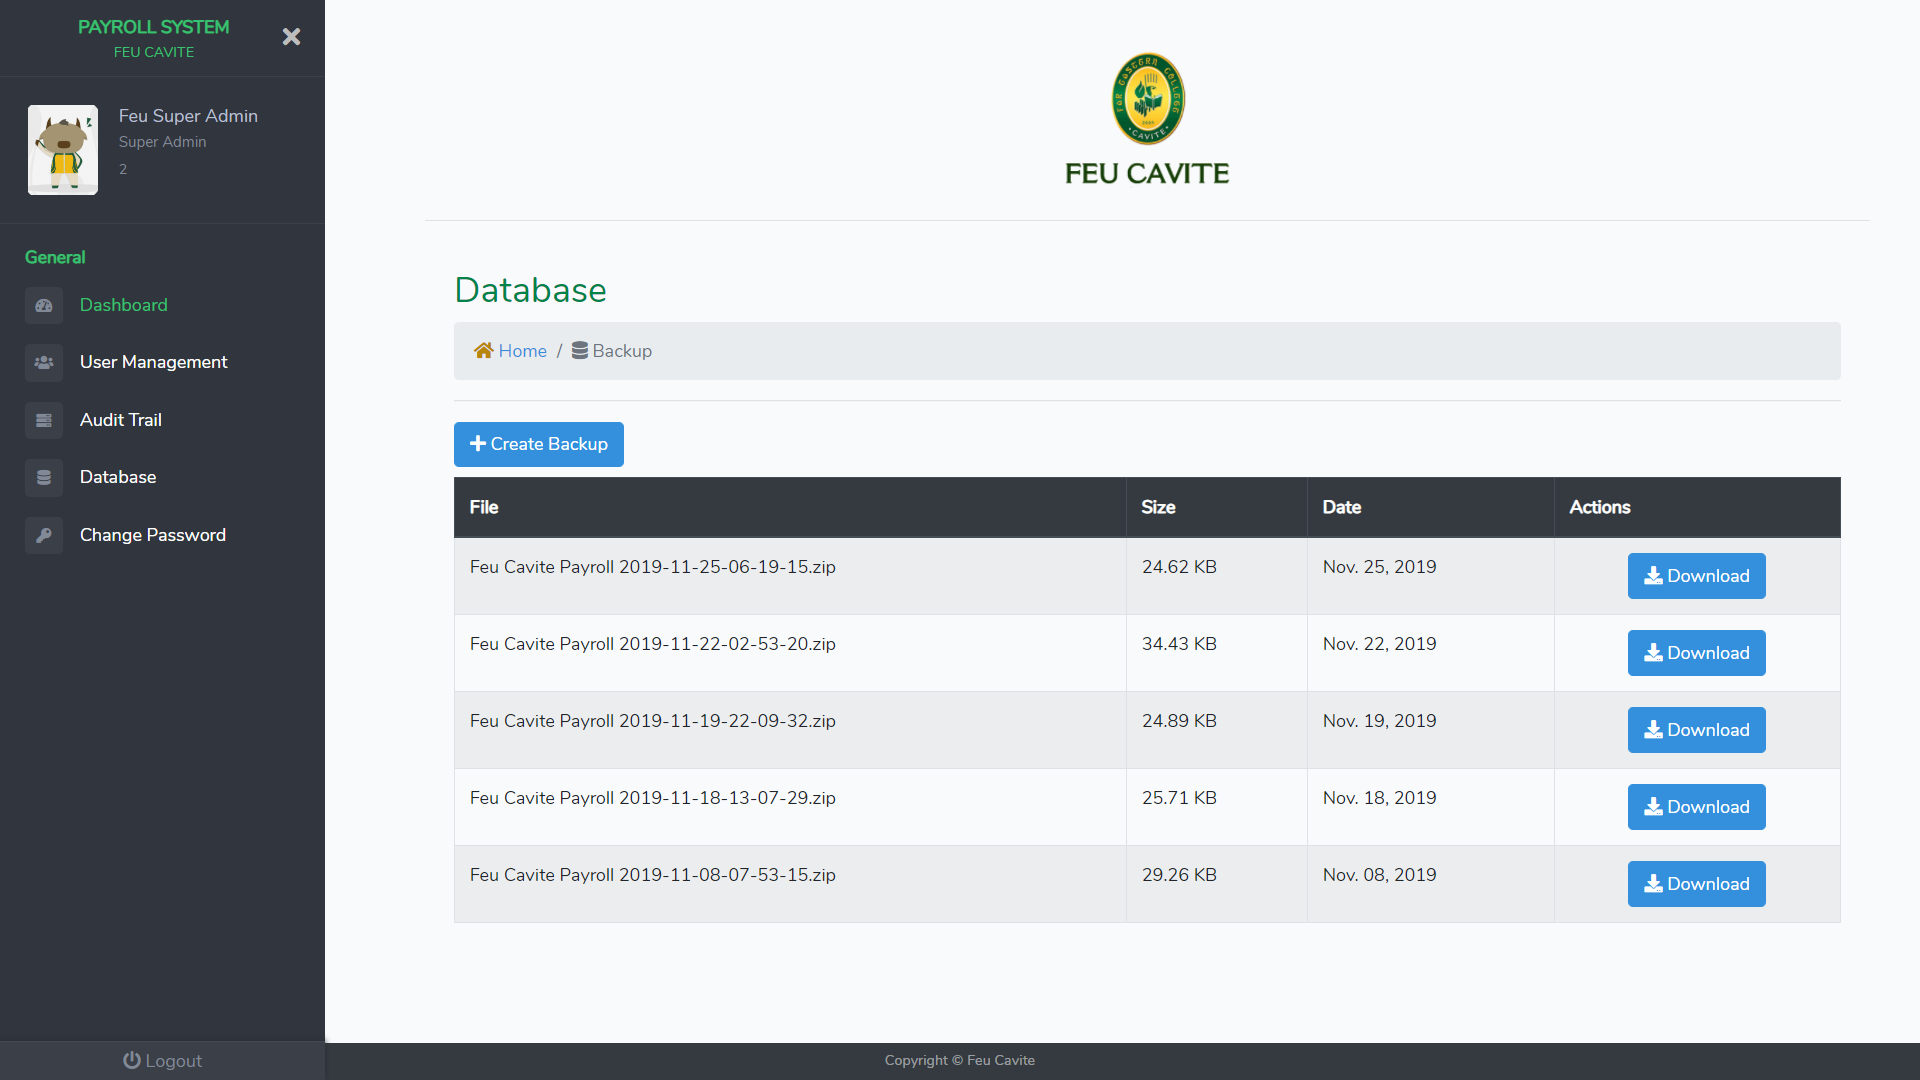 PAYROLL SYSTEM
FEU CAVITE
Feu Super Admin
Super Admin
2
General
Dashboard
User Management
Audit Trail
Database
Change Password
Logout
CAVITE
FEU CAVITE
Database
Home / Backup
Create Backup
File Size Date Actions
Feu Cavite Payroll 2019-11-25-06-19-15.zip 24.62 KB Nov. 25, 2019 Download
Feu Cavite Payroll 2019-11-22-02-53-20.zip 34.43 KB Nov. 22, 2019 Download
Feu Cavite Payroll 2019-11-19-22-09-32.zip 24.89 KB Nov. 19, 2019 Download
Feu Cavite Payroll 2019-11-18-13-07-29.zip 25.71 KB Nov. 18, 2019 Download
Feu Cavite Payroll 2019-11-08-07-53-15.zip 29.26 KB Nov. 08, 2019 Download
Copyright © Feu Cavite